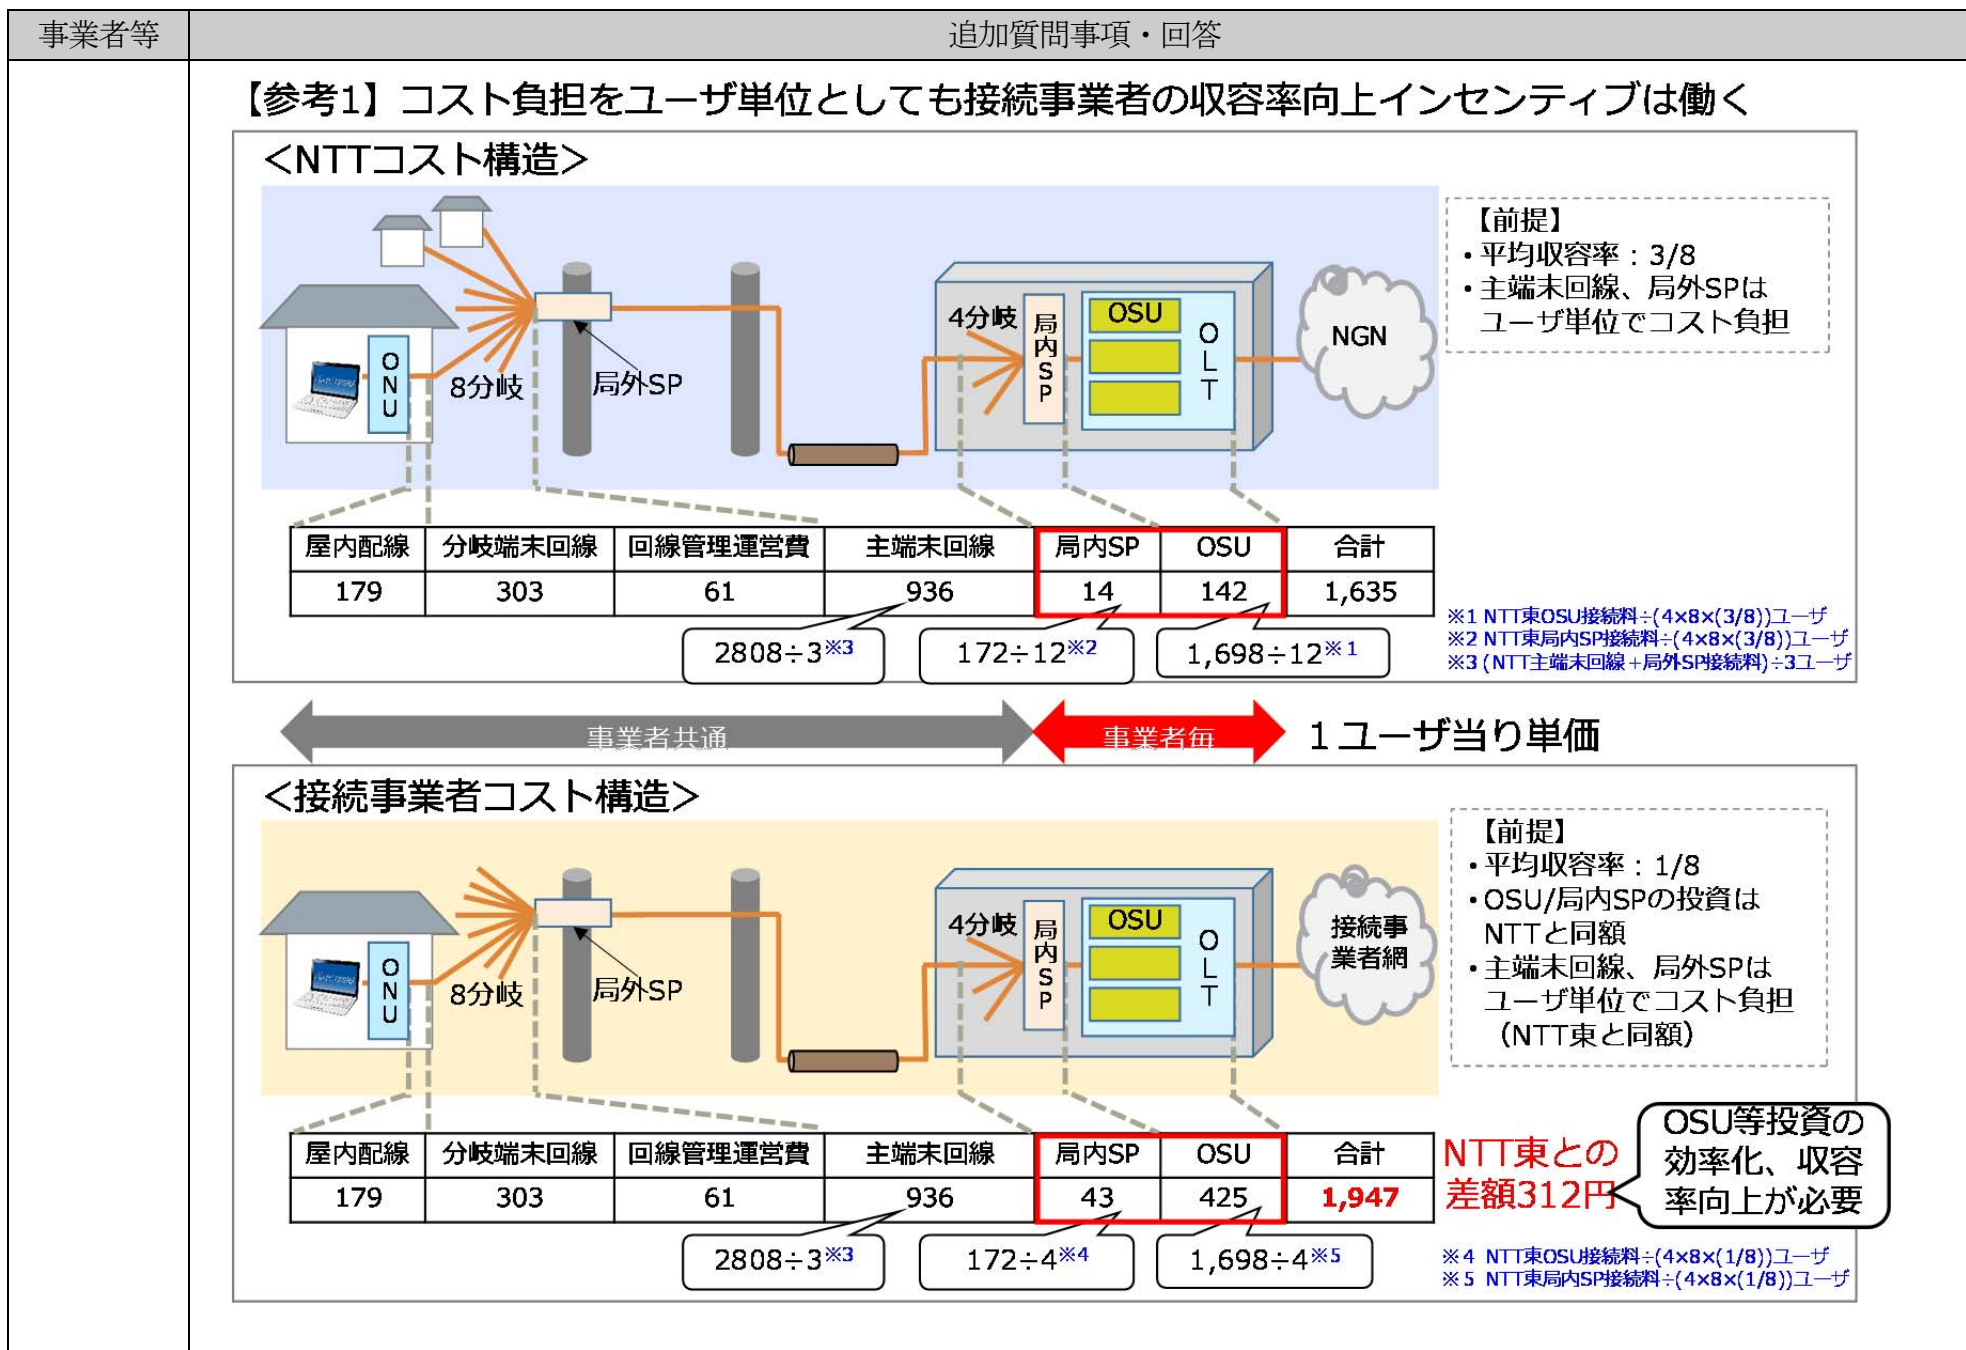 事業者等
追加質問事項・回答
【参考1】コスト負担をユーザ単位としても接続事業者の収容率向上インセンティブは働く
＜NTTコスト構造＞
【前提】
・平均収容率：3/8
・主端末回線、局外SPは
ユーザ単位でコスト負担
ONU
8分岐
局外SP
4分岐
局内SP
OSU
OLT
NGN
屋内配線 分岐端末回線 回線管理運営費 主端末回線 局内SP OSU 合計
179 303 61 936 14 142 1,635
2808÷3※3
172÷12※2
1,698÷12※1
※1 NTT東OSU接続料÷(4×8×(3/8))ユーザ
※2 NTT東局内SP接続料÷(4×8×(3/8))ユーザ
※3 (NTT主端末回線+局外SP接続料)÷3ユーザ
事業者共通
事業者毎
１ユーザ当り単価
＜接続事業者コスト構造＞
【前提】
・平均収容率：1/8
・OSU/局内SPの投資は
NTTと同額
・主端末回線、局外SPは
ユーザ単位でコスト負担
（NTT東と同額）
ONU
8分岐
局外SP
4分岐
局内SP
OSU
OLT
接続事
業者網
屋内配線 分岐端末回線 回線管理運営費 主端末回線 局内SP OSU 合計
179 303 61 936 43 425 1,947
NTT東との
差額312円
OSU等投資の
効率化、収容
率向上が必要
2808÷3※3
172÷4※4
1,698÷4※5
※4 NTT東OSU接続料÷(4×8×(1/8))ユーザ
※5 NTT東局内SP接続料÷(4×8×(1/8))ユーザ